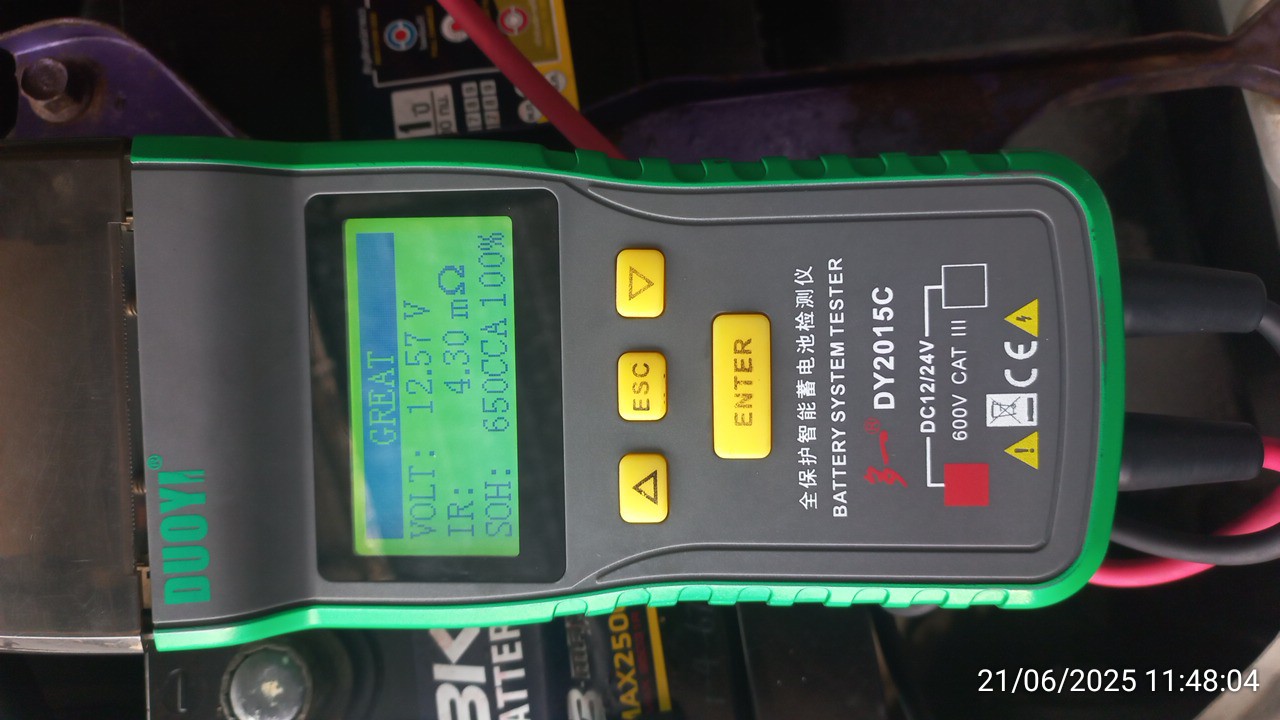 DUOYI®
GREAT
VOLT: 12.57 V
IR: 4.30 mΩ
SOH: 650CCA 100%
ESC
ENTER
全保护智能蓄电池检测仪
BATTERY SYSTEM TESTER
DY2015C
DC12/24V
600V CAT III
CE
21/06/2025 11:48:04